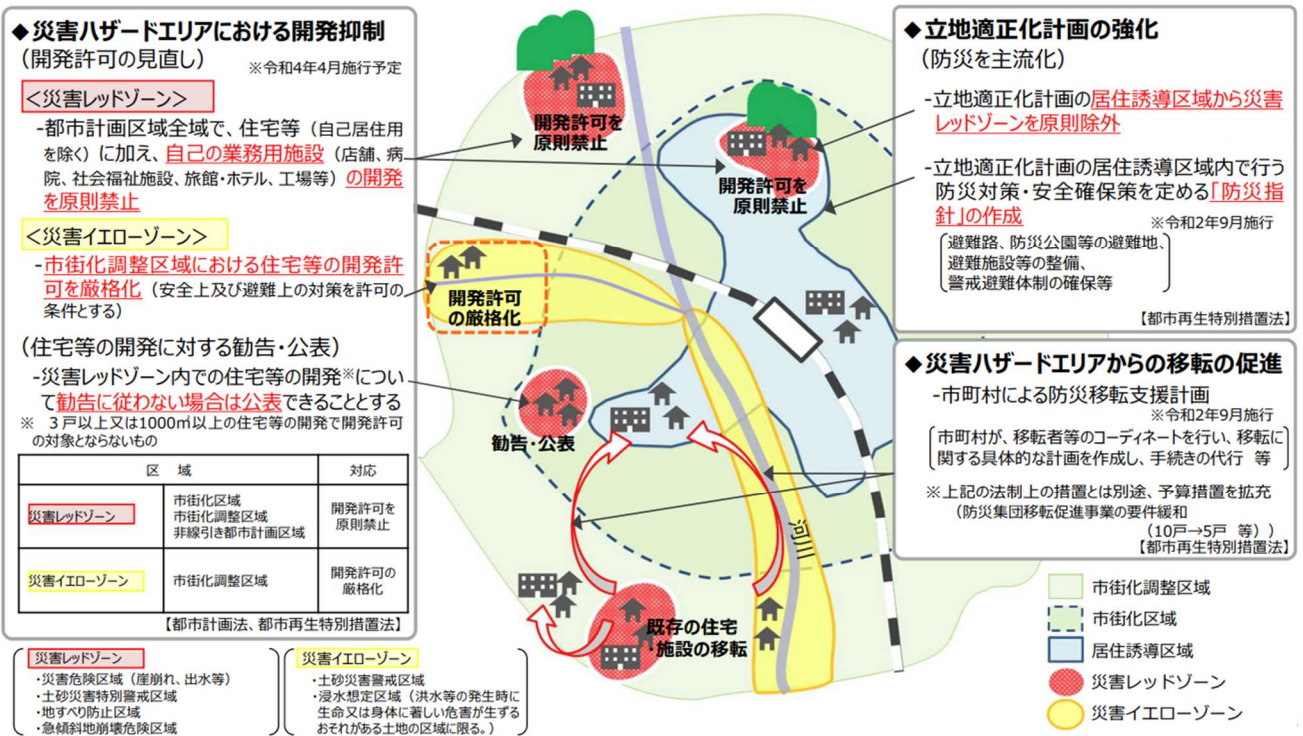 ◆災害ハザードエリアにおける開発抑制
（開発許可の見直し）
※令和4年4月施行予定
＜災害レッドゾーン＞
-都市計画区域全域で、住宅等（自己居住用
を除く）に加え、自己の業務用施設（店舗、病
院、社会福祉施設、旅館・ホテル、工場等）の開発
を原則禁止
＜災害イエローゾーン＞
-市街化調整区域における住宅等の開発許
可を厳格化（安全上及び避難上の対策を許可の
条件とする）
（住宅等の開発に対する勧告・公表）
-災害レッドゾーン内での住宅等の開発※につい
て勧告に従わない場合は公表できることとする
※ ３戸以上又は1000㎡以上の住宅等の開発で開発許可
の対象とならないもの
区 域
対応
災害レッドゾーン
市街化区域
市街化調整区域
非線引き都市計画区域
開発許可を
原則禁止
災害イエローゾーン
市街化調整区域
開発許可の
厳格化
【都市計画法、都市再生特別措置法】
災害レッドゾーン
・災害危険区域（崖崩れ、出水等）
・土砂災害特別警戒区域
・地すべり防止区域
・急傾斜地崩壊危険区域
災害イエローゾーン
・土砂災害警戒区域
・浸水想定区域（洪水等の発生時に
生命又は身体に著しい危害が生ずる
おそれがある土地の区域に限る。）
開発許可を
原則禁止
開発許可を
原則禁止
開発許可
の厳格化
勧告・公表
河川
既存の住宅
・施設の移転
◆立地適正化計画の強化
（防災を主流化）
-立地適正化計画の居住誘導区域から災害
レッドゾーンを原則除外
-立地適正化計画の居住誘導区域内で行う
防災対策・安全確保策を定める「防災指
針」の作成
※令和2年9月施行
避難路、防災公園等の避難地、
避難施設等の整備、
警戒避難体制の確保等
【都市再生特別措置法】
◆災害ハザードエリアからの移転の促進
-市町村による防災移転支援計画
※令和2年9月施行
市町村が、移転者等のコーディネートを行い、移転に
関する具体的な計画を作成し、手続きの代行 等
※上記の法制上の措置とは別途、予算措置を拡充
（防災集団移転促進事業の要件緩和
（10戸→5戸 等））
【都市再生特別措置法】
市街化調整区域
市街化区域
居住誘導区域
災害レッドゾーン
災害イエローゾーン